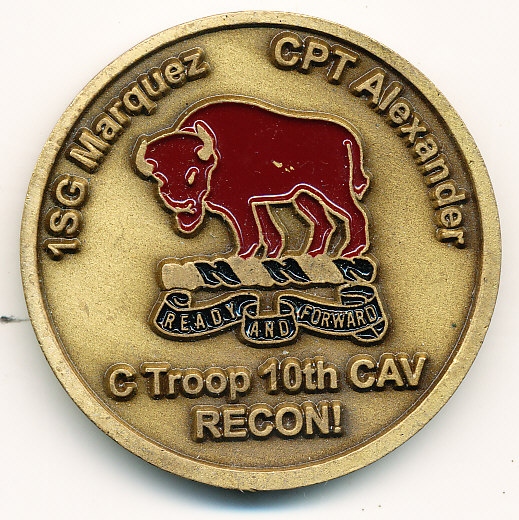 1SG Marquez
CPT Alexander
READY AND FORWARD
C Troop 10th CAV
RECON!